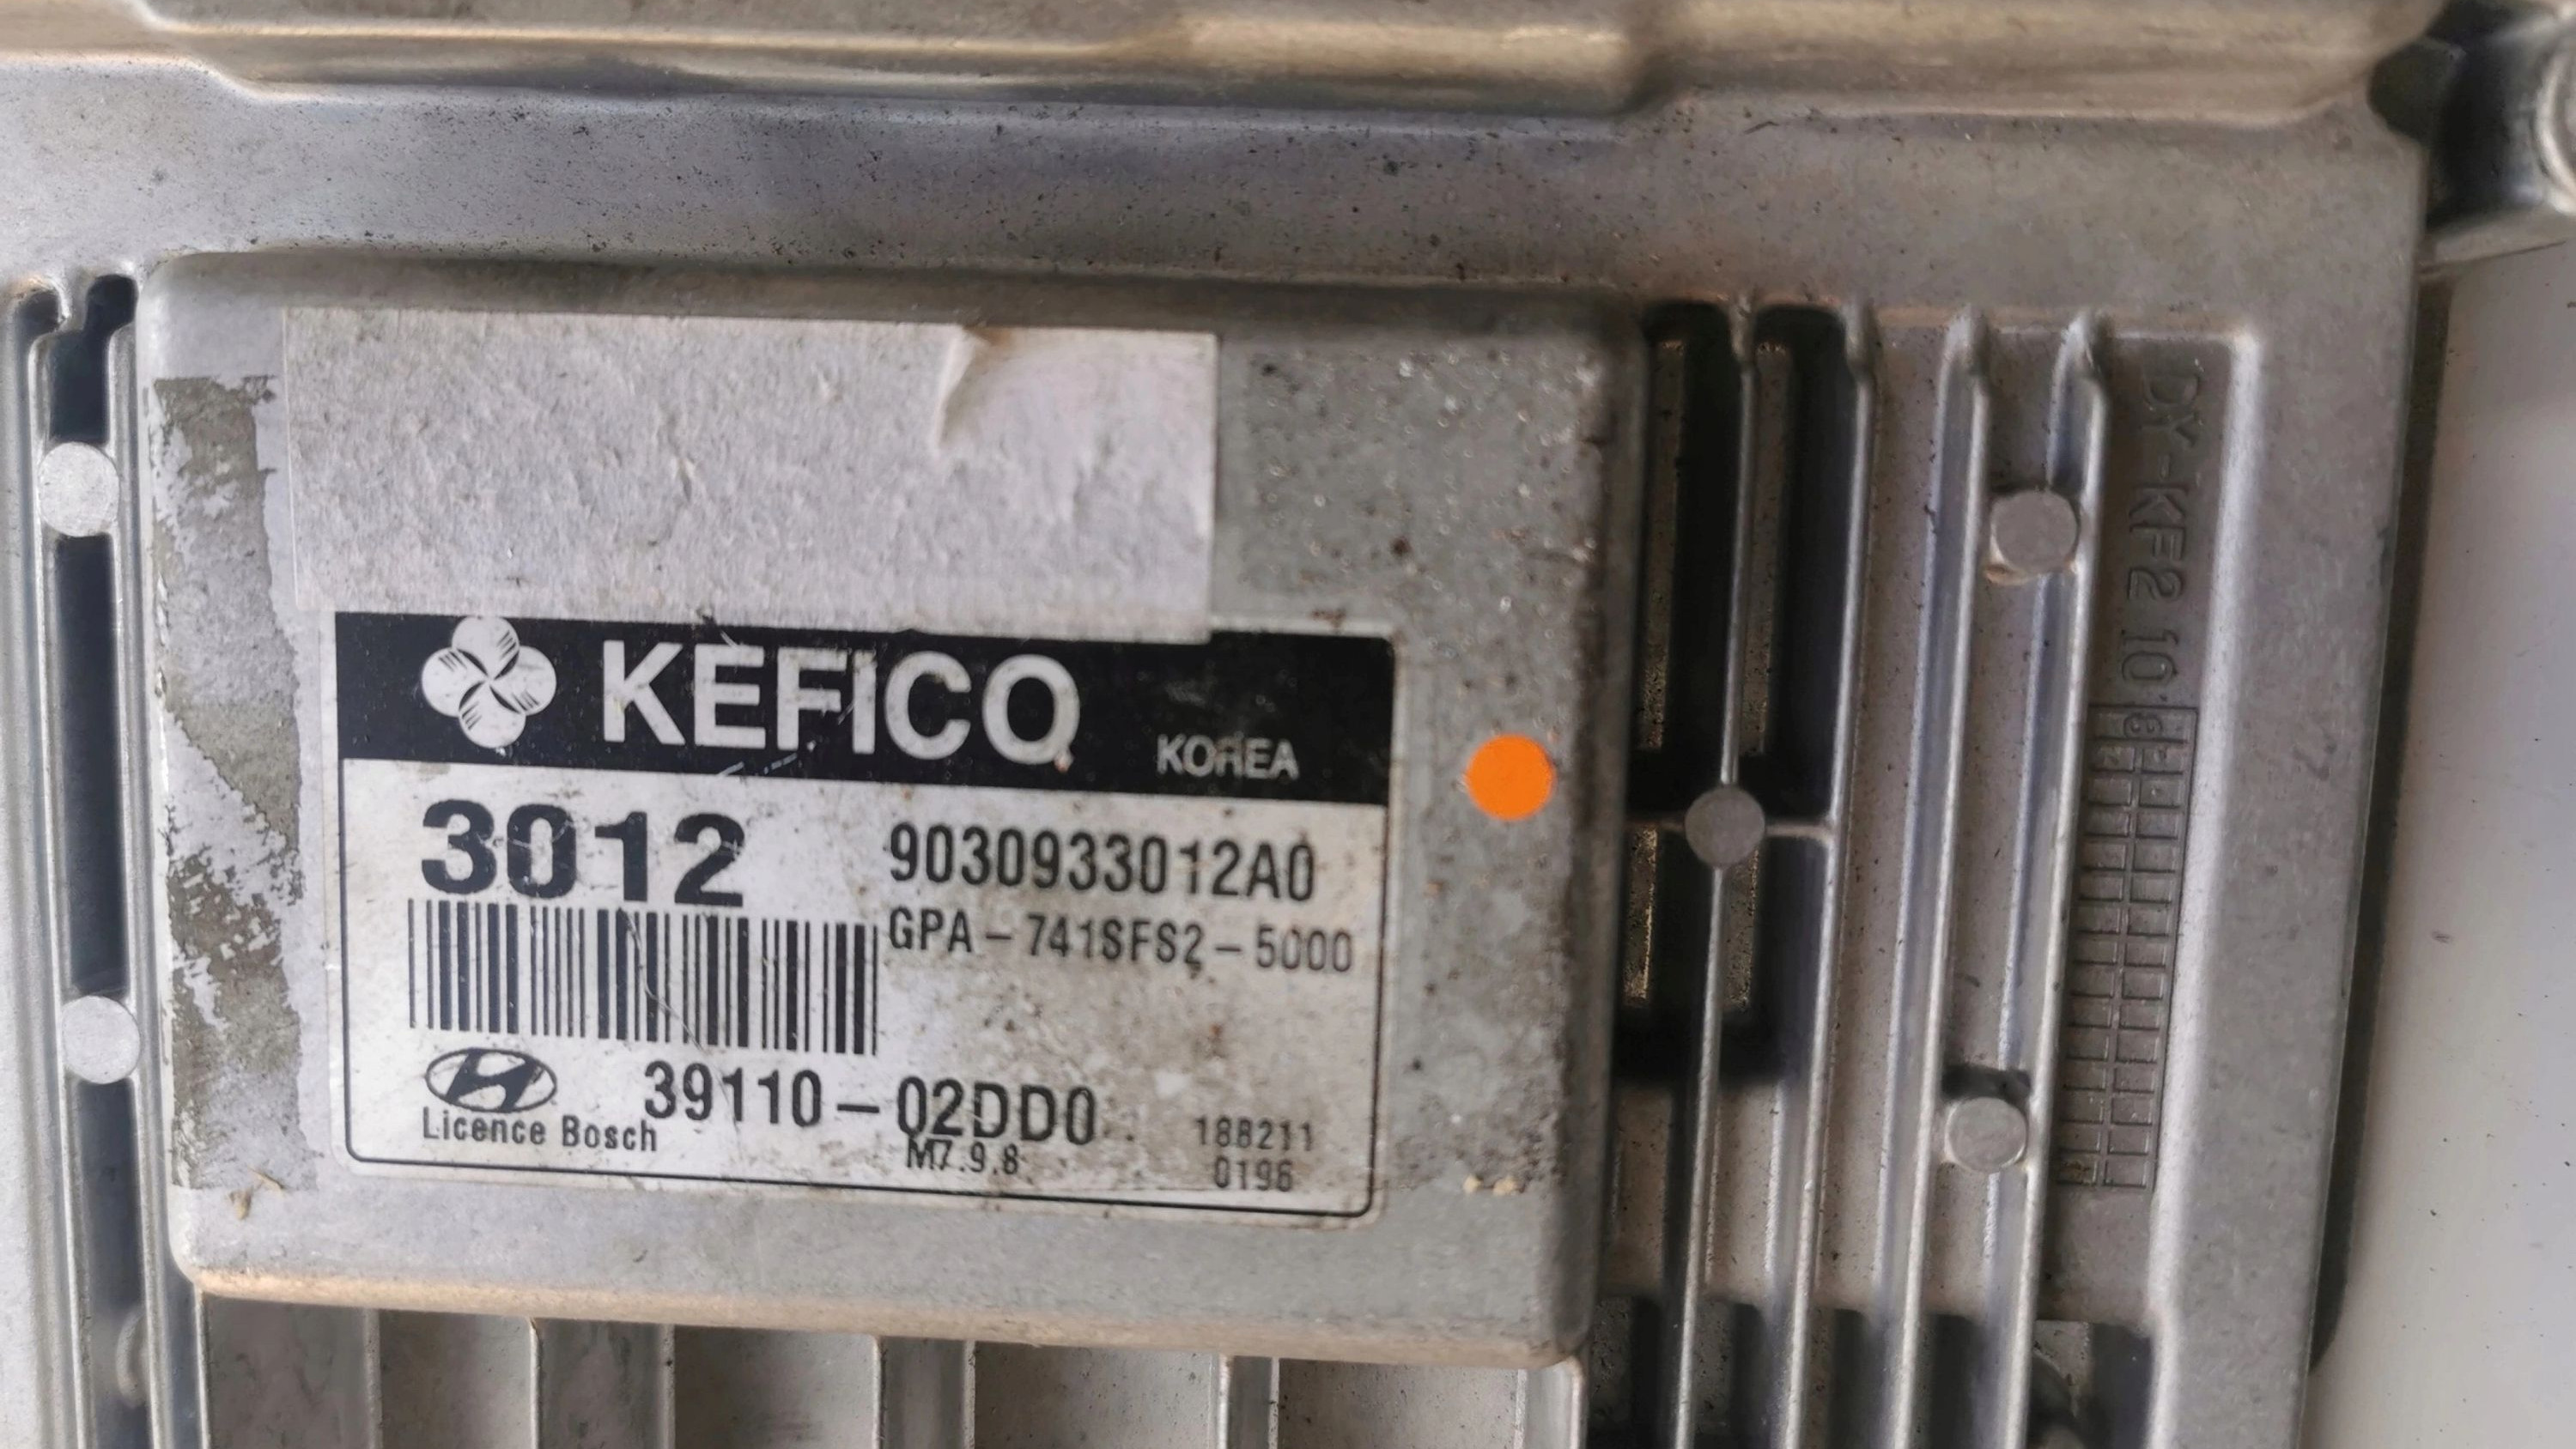 KEFICO KOREA
3012 9030933012A0
GPA-741SFS2-5000
39110-02DD0
Licence Bosch M7.9.8
188211
0196
DY-KF2 10.